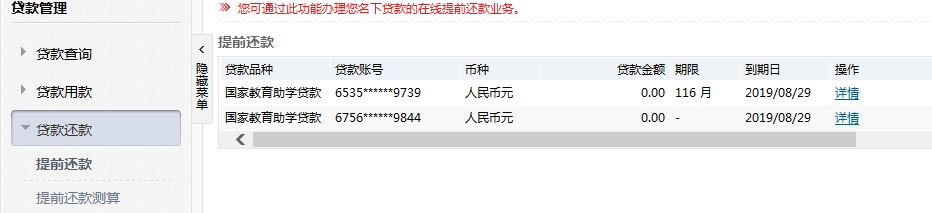 贷款管理
贷款查询
贷款用款
贷款还款
提前还款
提前还款测算
隐藏菜单
您可通过此功能办理您名下贷款的在线提前还款业务。
提前还款
贷款品种 贷款账号 币种 贷款金额 期限 到期日 操作
国家教育助学贷款 6535******9739 人民币元 0.00 116 月 2019/08/29 详情
国家教育助学贷款 6756******9844 人民币元 0.00 - 2019/08/29 详情